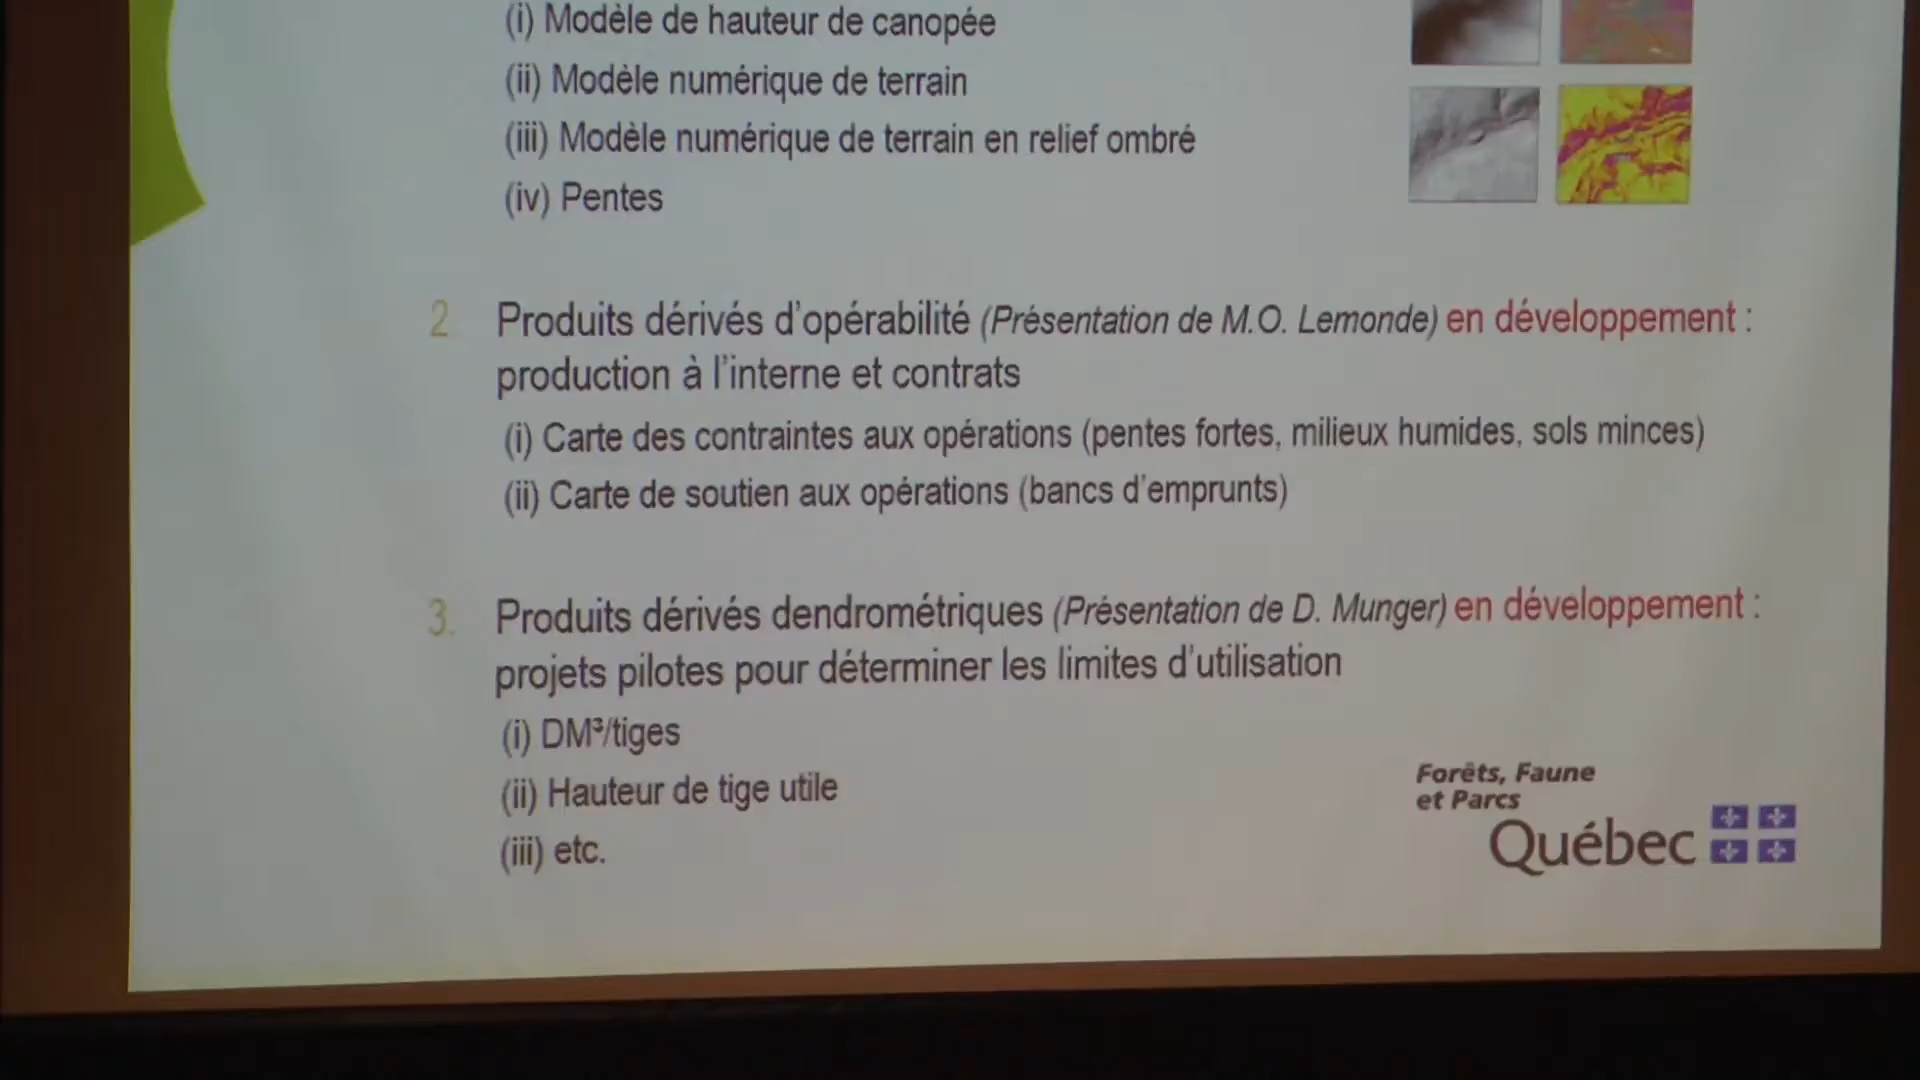 (i) Modèle de hauteur de canopée
(ii) Modèle numérique de terrain
(iii) Modèle numérique de terrain en relief ombré
(iv) Pentes
2. Produits dérivés d'opérabilité (Présentation de M.O. Lemonde) en développement :
production à l'interne et contrats
(i) Carte des contraintes aux opérations (pentes fortes, milieux humides, sols minces)
(ii) Carte de soutien aux opérations (bancs d'emprunts)
3. Produits dérivés dendrométriques (Présentation de D. Munger) en développement :
projets pilotes pour déterminer les limites d'utilisation
(i) DM³/tiges
(ii) Hauteur de tige utile
(iii) etc.
Forêts, Faune
et Parcs
Québec